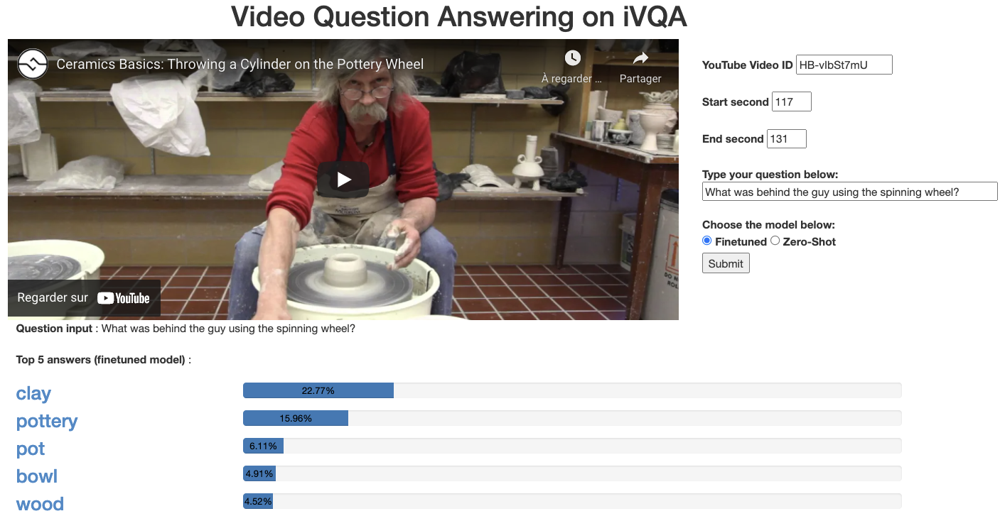 Video Question Answering on iVQA
Ceramics Basics: Throwing a Cylinder on the Pottery Wheel
À regarder ...
Partager
Regarder sur YouTube
YouTube Video ID HB-vIbSt7mU
Start second 117
End second 131
Type your question below:
What was behind the guy using the spinning wheel?
Choose the model below:
Finetuned Zero-Shot
Submit
DO N
ROL
Question input : What was behind the guy using the spinning wheel?
Top 5 answers (finetuned model) :
clay 22.77%
pottery 15.96%
pot 6.11%
bowl 4.91%
wood 4.52%